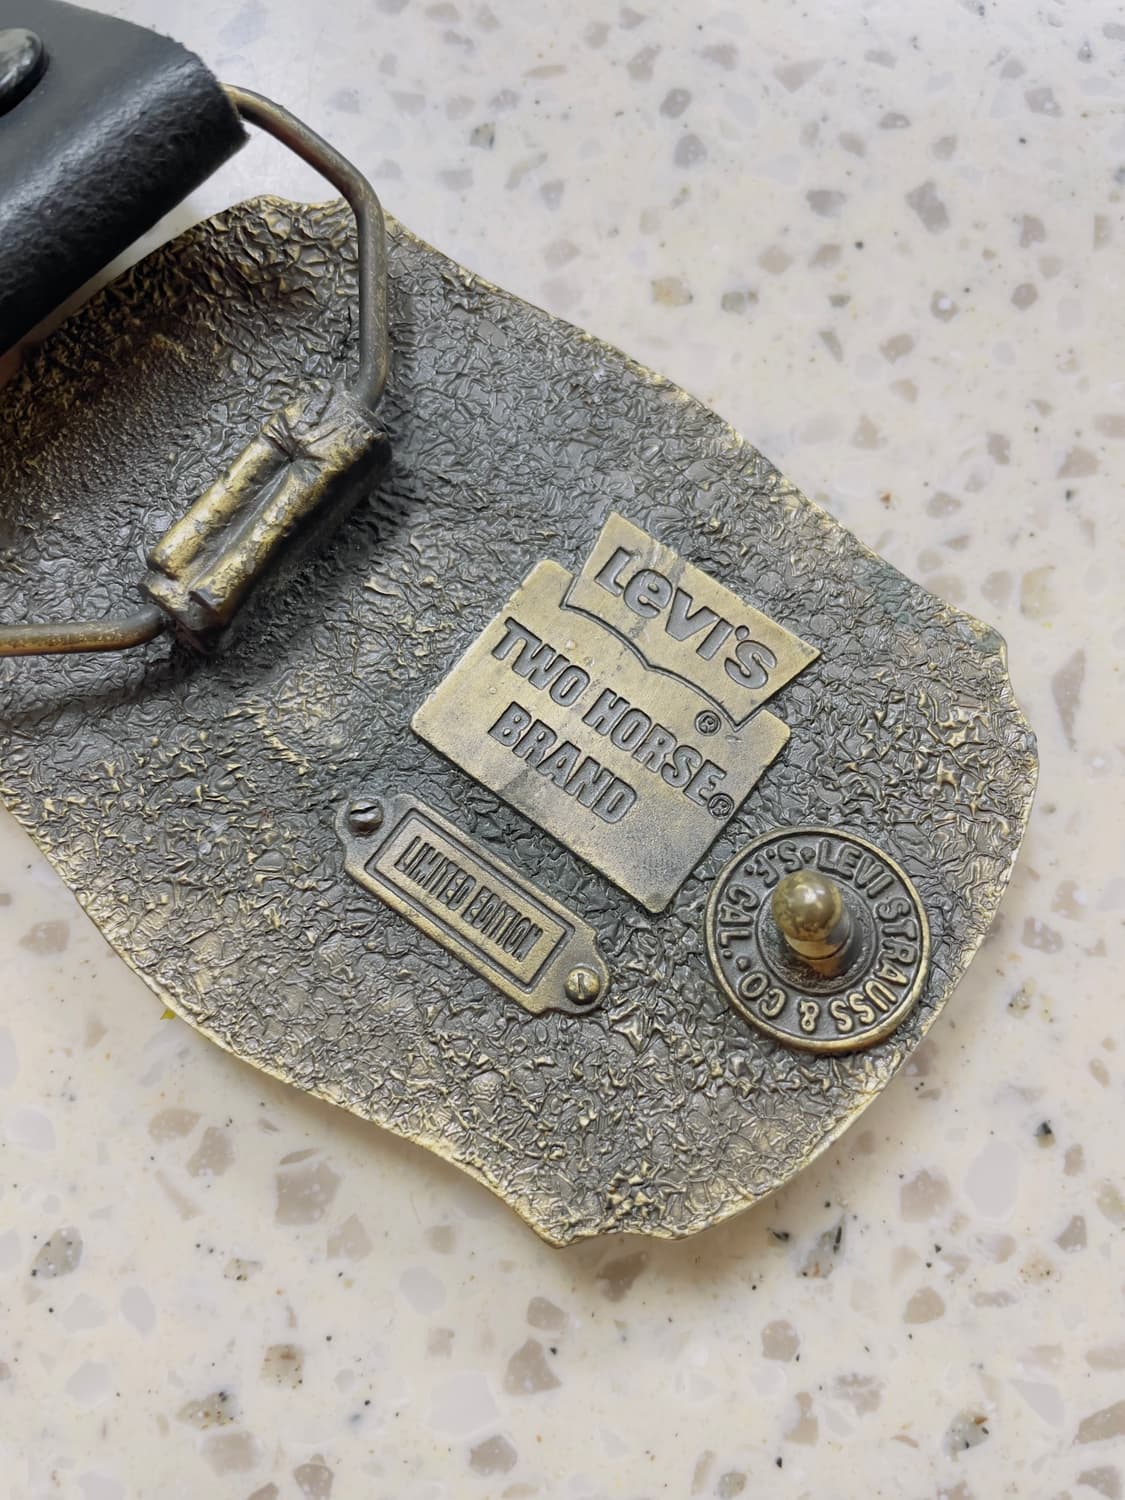 Levi's®
TWO HORSE®
BRAND
LIMITED EDITION
LEVI STRAUSS & CO • S.F. CAL •